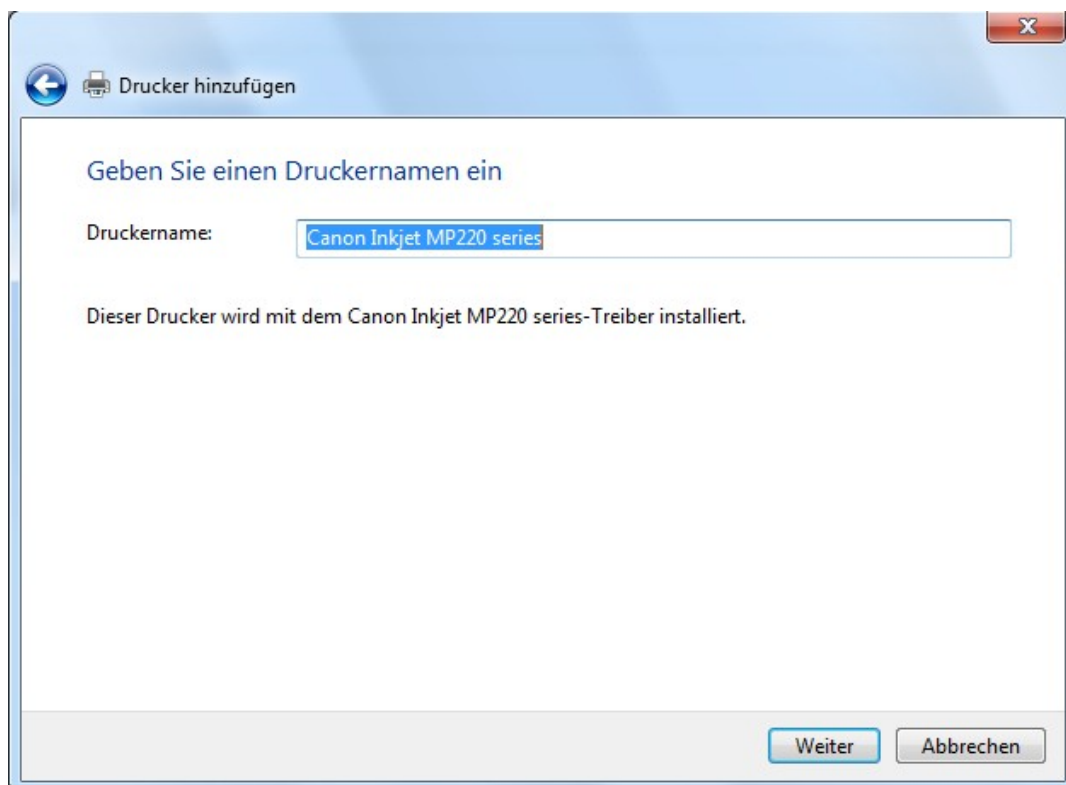 Drucker hinzufügen
Geben Sie einen Druckernamen ein
Druckername: Canon Inkjet MP220 series
Dieser Drucker wird mit dem Canon Inkjet MP220 series-Treiber installiert.
Weiter Abbrechen